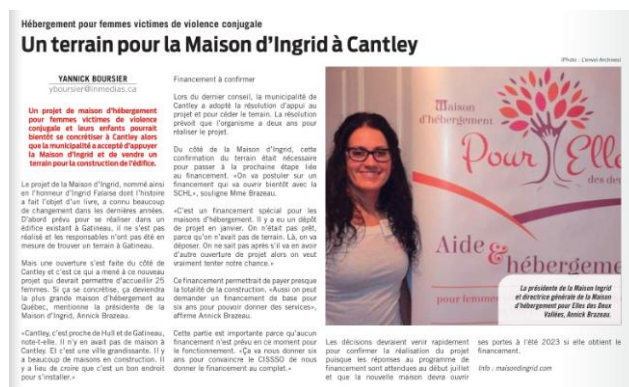 Hébergement pour femmes victimes de violence conjugale
Un terrain pour la Maison d'Ingrid à Cantley
(Photo - L'envol-Archives)
YANNICK BOURSIER
yboursier@inmedias.ca
Un projet de maison d'hébergement
pour femmes victimes de violence
conjugale et leurs enfants pourrait
bientôt se concrétiser à Cantley alors
que la municipalité a accepté d'appuyer
la Maison d'Ingrid et de vendre un
terrain pour la construction de l'édifice.
Le projet de la Maison d'Ingrid, nommé ainsi
en l'honneur d'Ingrid Falaise dont l'histoire
a fait l'objet d'un livre, a connu beaucoup
de changement dans les dernières années.
D'abord prévu pour se réaliser dans un
édifice existant à Gatineau, il ne s'est pas
réalisé et les responsables n'ont pas été en
mesure de trouver un terrain à Gatineau.
Mais une ouverture s'est faite du côté de
Cantley et c'est ce qui a mené à ce nouveau
projet qui devrait permettre d'accueillir 25
femmes. Si ça se concrétise, ça deviendra
la plus grande maison d'hébergement au
Québec, mentionne la présidente de la
Maison d'Ingrid, Annick Brazeau.
«Cantley, c'est proche de Hull et de Gatineau,
note-t-elle. Il n'y en avait pas de maison à
Cantley. Et c'est une ville grandissante. Il y
a beaucoup de maisons en construction. Il
y a lieu de croire que c'est un bon endroit
pour s'installer.»
Financement à confirmer
Lors du dernier conseil, la municipalité de
Cantley a adopté la résolution d'appui au
projet et pour céder le terrain. La résolution
prévoit que l'organisme a deux ans pour
réaliser le projet.
Du côté de la Maison d'Ingrid, cette
confirmation du terrain était nécessaire
pour passer à la prochaine étape liée
au financement. «On va postuler sur un
financement qui va ouvrir bientôt avec la
SCHL», souligne Mme Brazeau.
«C'est un financement spécial pour les
maisons d'hébergement. Il y a eu un dépôt
de projet en janvier. On n'était pas prêt,
parce qu'on n'avait pas de terrain. Là, on va
déposer. On ne sait pas après s'il va en avoir
d'autre ouverture de projet alors on veut
vraiment tenter notre chance.»
Ce financement permettrait de payer presque
la totalité de la construction. «Aussi on peut
demander un financement de base pour
six ans pour pouvoir donner des services»,
affirme Annick Brazeau.
Cette partie est importante parce qu'aucun
financement n'est prévu en ce moment pour
le fonctionnement. «Ça va nous donner six
ans pour convaincre le CISSSO de nous
donner le financement au complet.»
Maison
d'hébergement
Pour Elle
des de
Aide &
hébergeme
pour femme
La présidente de la Maison Ingrid
et directrice générale de la Maison
d'hébergement pour Elles des Deux
Vallées, Annick Brazeau.
Les décisions devraient venir rapidement
pour confirmer la réalisation du projet
puisque les réponses au programme de
financement sont attendues au début juillet
et que la nouvelle maison devra ouvrir
ses portes à l'été 2023 si elle obtient le
financement.
Info : maisondingrid.com